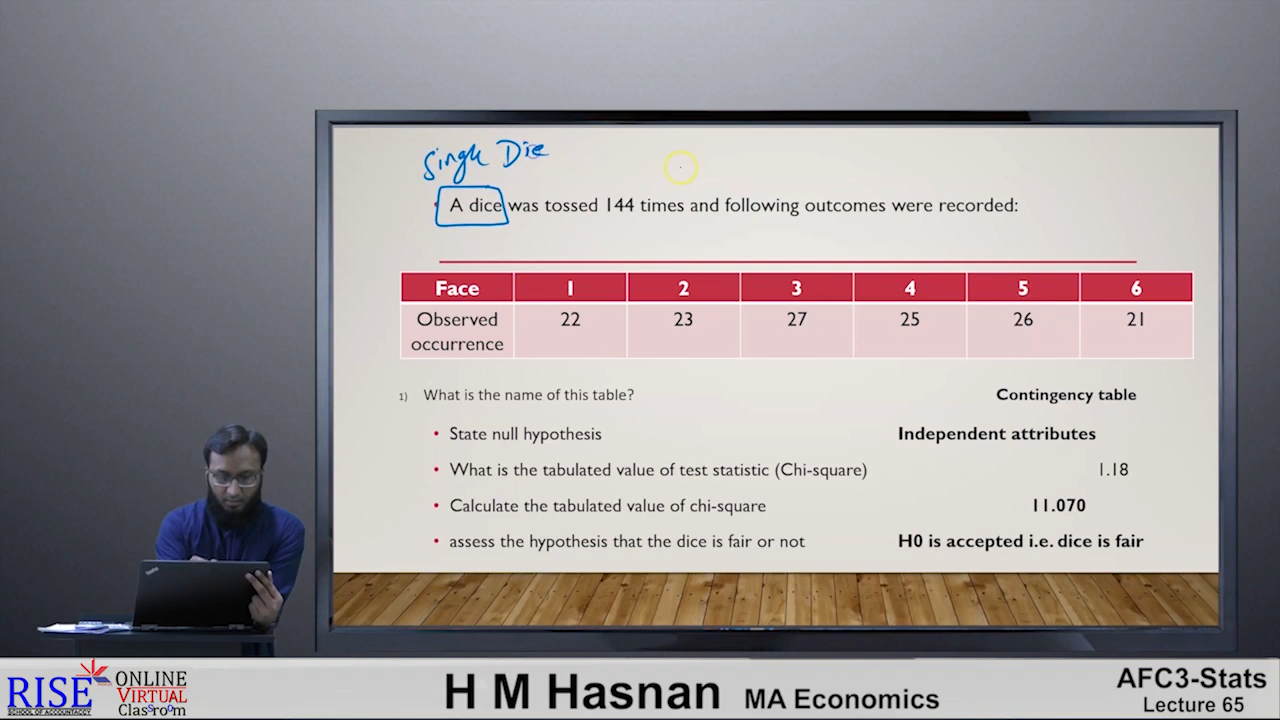 Single Die
• A dice was tossed 144 times and following outcomes were recorded:
Face 1 2 3 4 5 6
Observed occurrence 22 23 27 25 26 21
1) What is the name of this table? Contingency table
• State null hypothesis Independent attributes
• What is the tabulated value of test statistic (Chi-square) 1.18
• Calculate the tabulated value of chi-square 11.070
• assess the hypothesis that the dice is fair or not H0 is accepted i.e. dice is fair
ThinkPad
RISE
SCHOOL OF ACCOUNTANCY
ONLINE
VIRTUAL
Classroom
H M Hasnan MA Economics
AFC3-Stats
Lecture 65